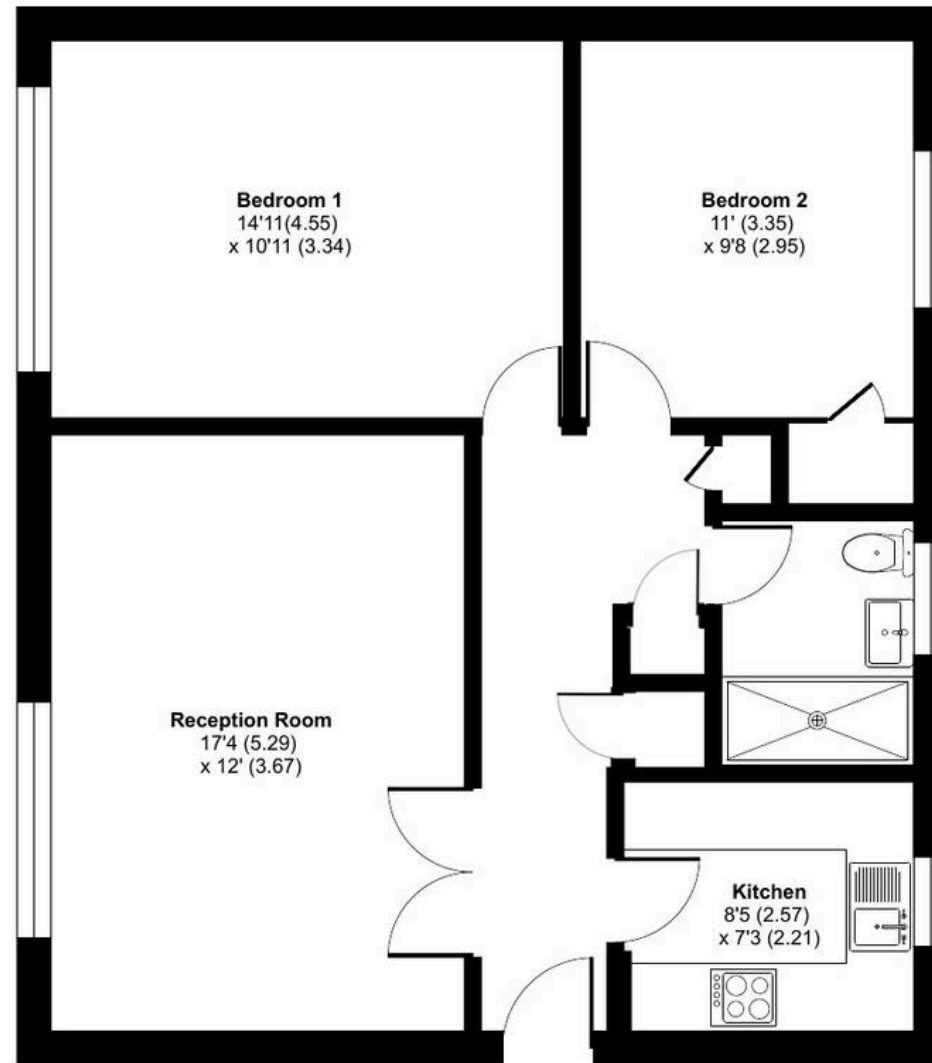 Bedroom 1
14'11(4.55)
x 10'11 (3.34)
Bedroom 2
11' (3.35)
x 9'8 (2.95)
Reception Room
17'4 (5.29)
x 12' (3.67)
Kitchen
8'5 (2.57)
x 7'3 (2.21)